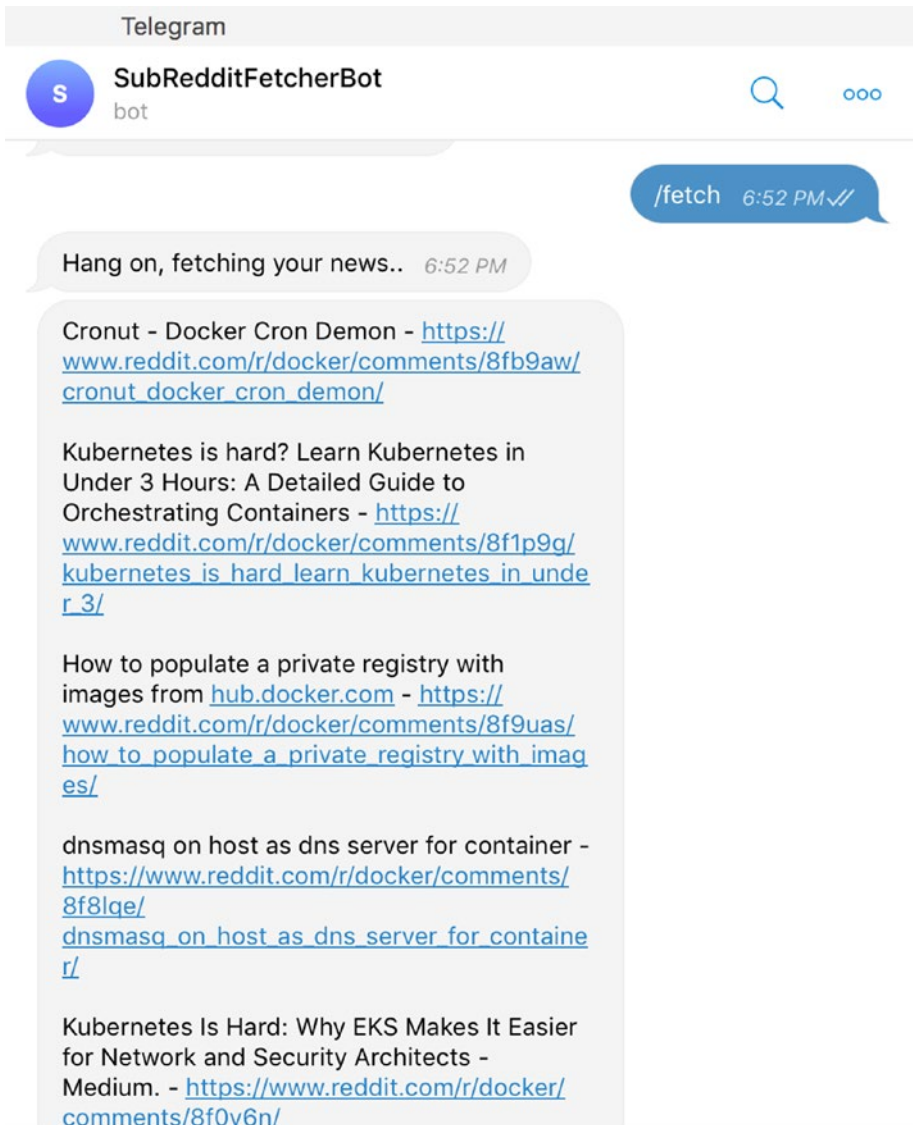 Telegram
S
SubRedditFetcherBot
bot
/fetch 6:52 PM
Hang on, fetching your news.. 6:52 PM
Cronut - Docker Cron Demon - https://
www.reddit.com/r/docker/comments/8fb9aw/
cronut_docker_cron_demon/
Kubernetes is hard? Learn Kubernetes in
Under 3 Hours: A Detailed Guide to
Orchestrating Containers - https://
www.reddit.com/r/docker/comments/8f1p9g/
kubernetes_is_hard_learn_kubernetes_in_unde
r_3/
How to populate a private registry with
images from hub.docker.com - https://
www.reddit.com/r/docker/comments/8f9uas/
how_to_populate_a_private_registry_with_imag
es/
dnsmasq on host as dns server for container -
https://www.reddit.com/r/docker/comments/
8f8lqe/
dnsmasq_on_host_as_dns_server_for_containe
r/
Kubernetes Is Hard: Why EKS Makes It Easier
for Network and Security Architects -
Medium. - https://www.reddit.com/r/docker/
comments/8f0v6n/